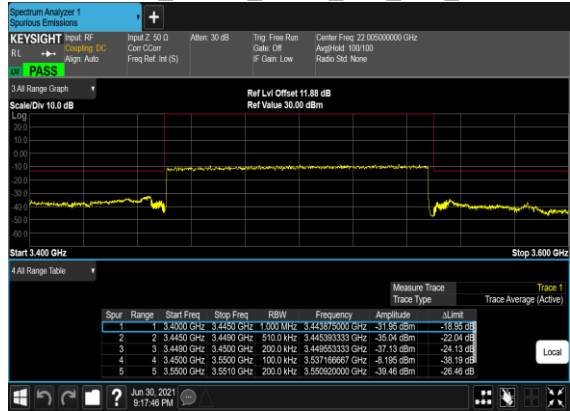 Spectrum Analyzer 1
Spurious Emissions
KEYSIGHT Input: RF Input Z: 50 Ω Atten: 30 dB Trig: Free Run Center Freq: 22.005000000 GHz
RL Coupling: DC Corr CCorr Gate: Off Avg|Hold: 100/100
Align: Auto Freq Ref: Int (S) IF Gain: Low Radio Std: None
PASS
3 All Range Graph
Ref Lvl Offset 11.88 dB
Scale/Div 10.0 dB Ref Value 30.00 dBm
Log
20.0
10.0
0.00
-10.0
-20.0
-30.0
-40.0
-50.0
-60.0
Start 3.400 GHz Stop 3.600 GHz
4 All Range Table
Measure Trace Trace 1
Trace Type Trace Average (Active)
Spur Range Start Freq Stop Freq RBW Frequency Amplitude ΔLimit
1 1 3.4000 GHz 3.4450 GHz 1.000 MHz 3.443875000 GHz -31.95 dBm -18.95 dB
2 2 3.4450 GHz 3.4490 GHz 510.0 kHz 3.445393333 GHz -35.04 dBm -22.04 dB
3 3 3.4490 GHz 3.4500 GHz 200.0 kHz 3.449553333 GHz -37.13 dBm -24.13 dB
4 4 3.4500 GHz 3.5500 GHz 100.0 kHz 3.537166667 GHz -8.195 dBm -38.19 dB
5 5 3.5500 GHz 3.5510 GHz 200.0 kHz 3.550920000 GHz -39.46 dBm -26.46 dB
Local
Jun 30, 2021
9:17:46 PM